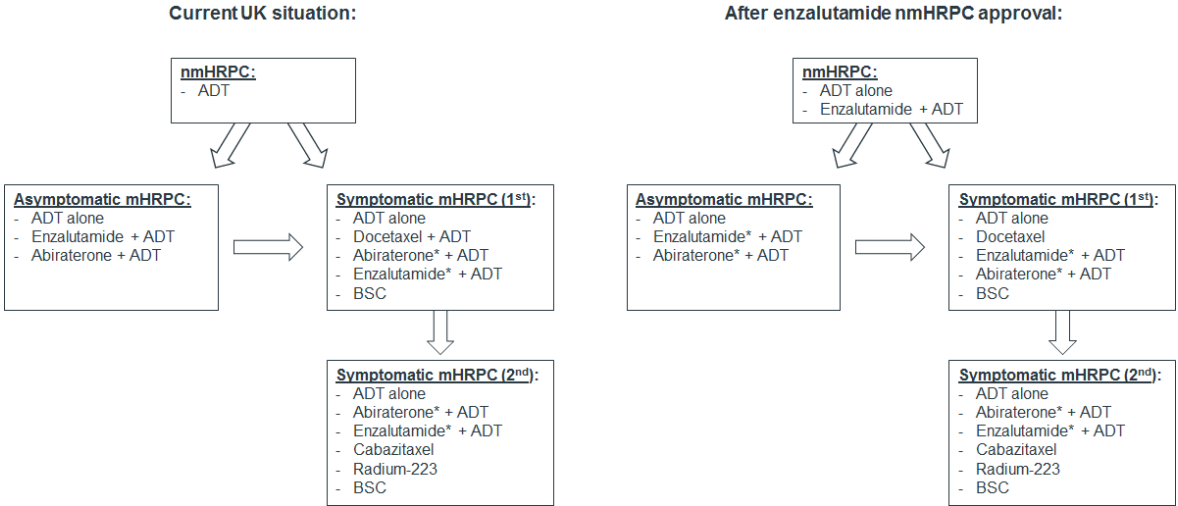 Current UK situation:
nmHRPC:
- ADT
Asymptomatic mHRPC:
- ADT alone
- Enzalutamide + ADT
- Abiraterone + ADT
Symptomatic mHRPC (1st):
- ADT alone
- Docetaxel + ADT
- Abiraterone* + ADT
- Enzalutamide* + ADT
- BSC
Symptomatic mHRPC (2nd):
- ADT alone
- Abiraterone* + ADT
- Enzalutamide* + ADT
- Cabazitaxel
- Radium-223
- BSC
After enzalutamide nmHRPC approval:
nmHRPC:
- ADT alone
- Enzalutamide + ADT
Asymptomatic mHRPC:
- ADT alone
- Enzalutamide* + ADT
- Abiraterone* + ADT
Symptomatic mHRPC (1st):
- ADT alone
- Docetaxel
- Enzalutamide* + ADT
- Abiraterone* + ADT
- BSC
Symptomatic mHRPC (2nd):
- ADT alone
- Abiraterone* + ADT
- Enzalutamide* + ADT
- Cabazitaxel
- Radium-223
- BSC